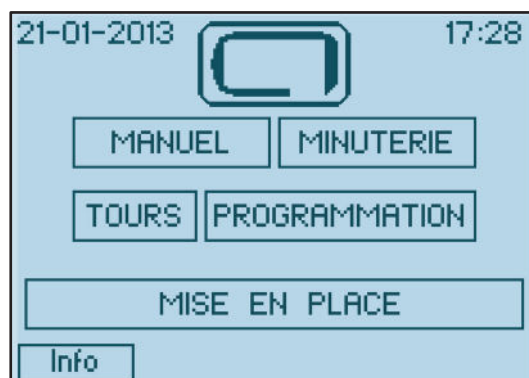 21-01-2013 17:28
MANUEL MINUTERIE
TOURS PROGRAMMATION
MISE EN PLACE
Info